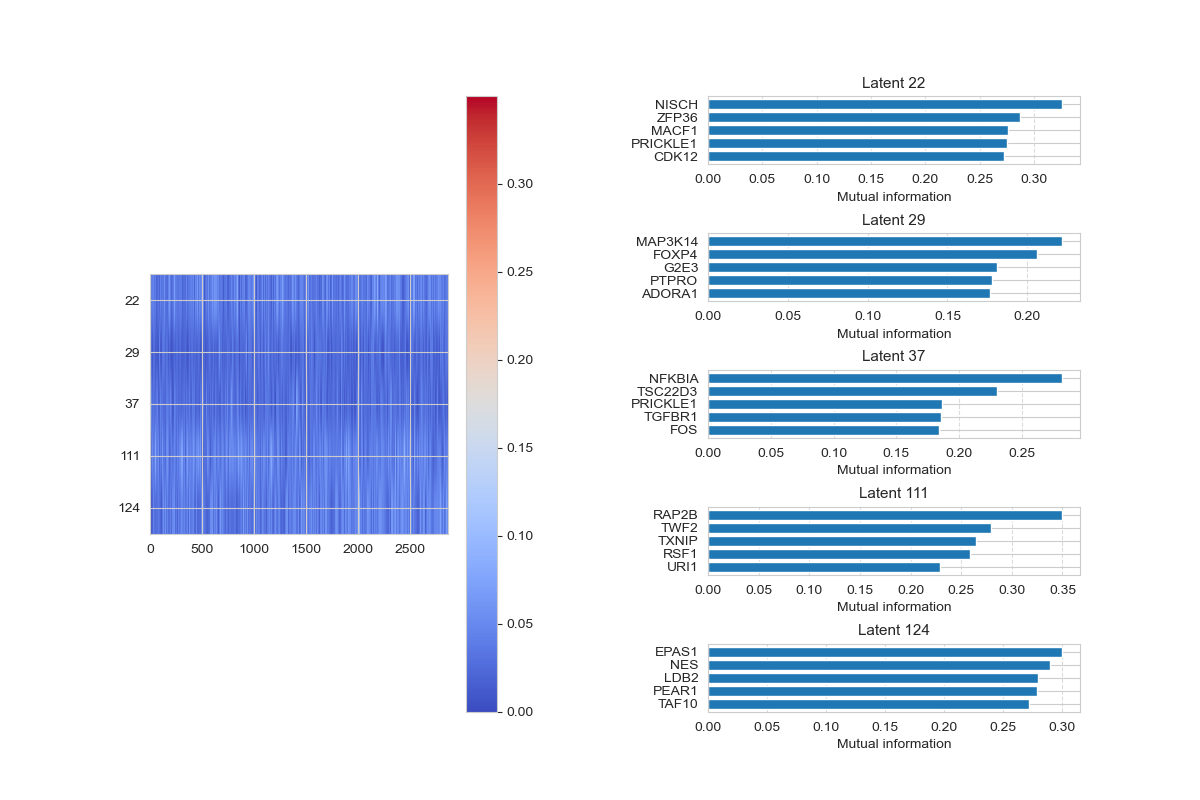 22
29
37
111
124
0 500 1000 1500 2000 2500
0.30
0.25
0.20
0.15
0.10
0.05
0.00
Latent 22
NISCH
ZFP36
MACF1
PRICKLE1
CDK12
0.00 0.05 0.10 0.15 0.20 0.25 0.30
Mutual information
Latent 29
MAP3K14
FOXP4
G2E3
PTPRO
ADORA1
0.00 0.05 0.10 0.15 0.20
Mutual information
Latent 37
NFKBIA
TSC22D3
PRICKLE1
TGFBR1
FOS
0.00 0.05 0.10 0.15 0.20 0.25
Mutual information
Latent 111
RAP2B
TWF2
TXNIP
RSF1
URI1
0.00 0.05 0.10 0.15 0.20 0.25 0.30 0.35
Mutual information
Latent 124
EPAS1
NES
LDB2
PEAR1
TAF10
0.00 0.05 0.10 0.15 0.20 0.25 0.30
Mutual information